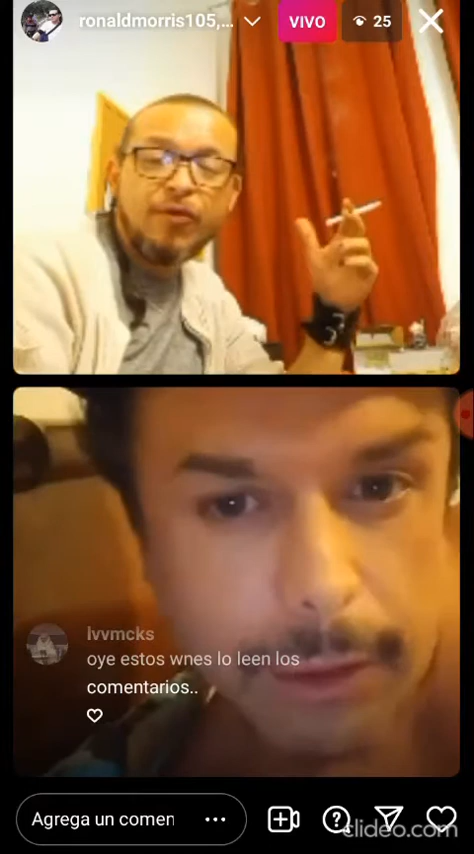 ronaldmorris105,...
VIVO
25
lvvmcks
oye estos wnes lo leen los
comentarios..
Agrega un comen
clideo.com